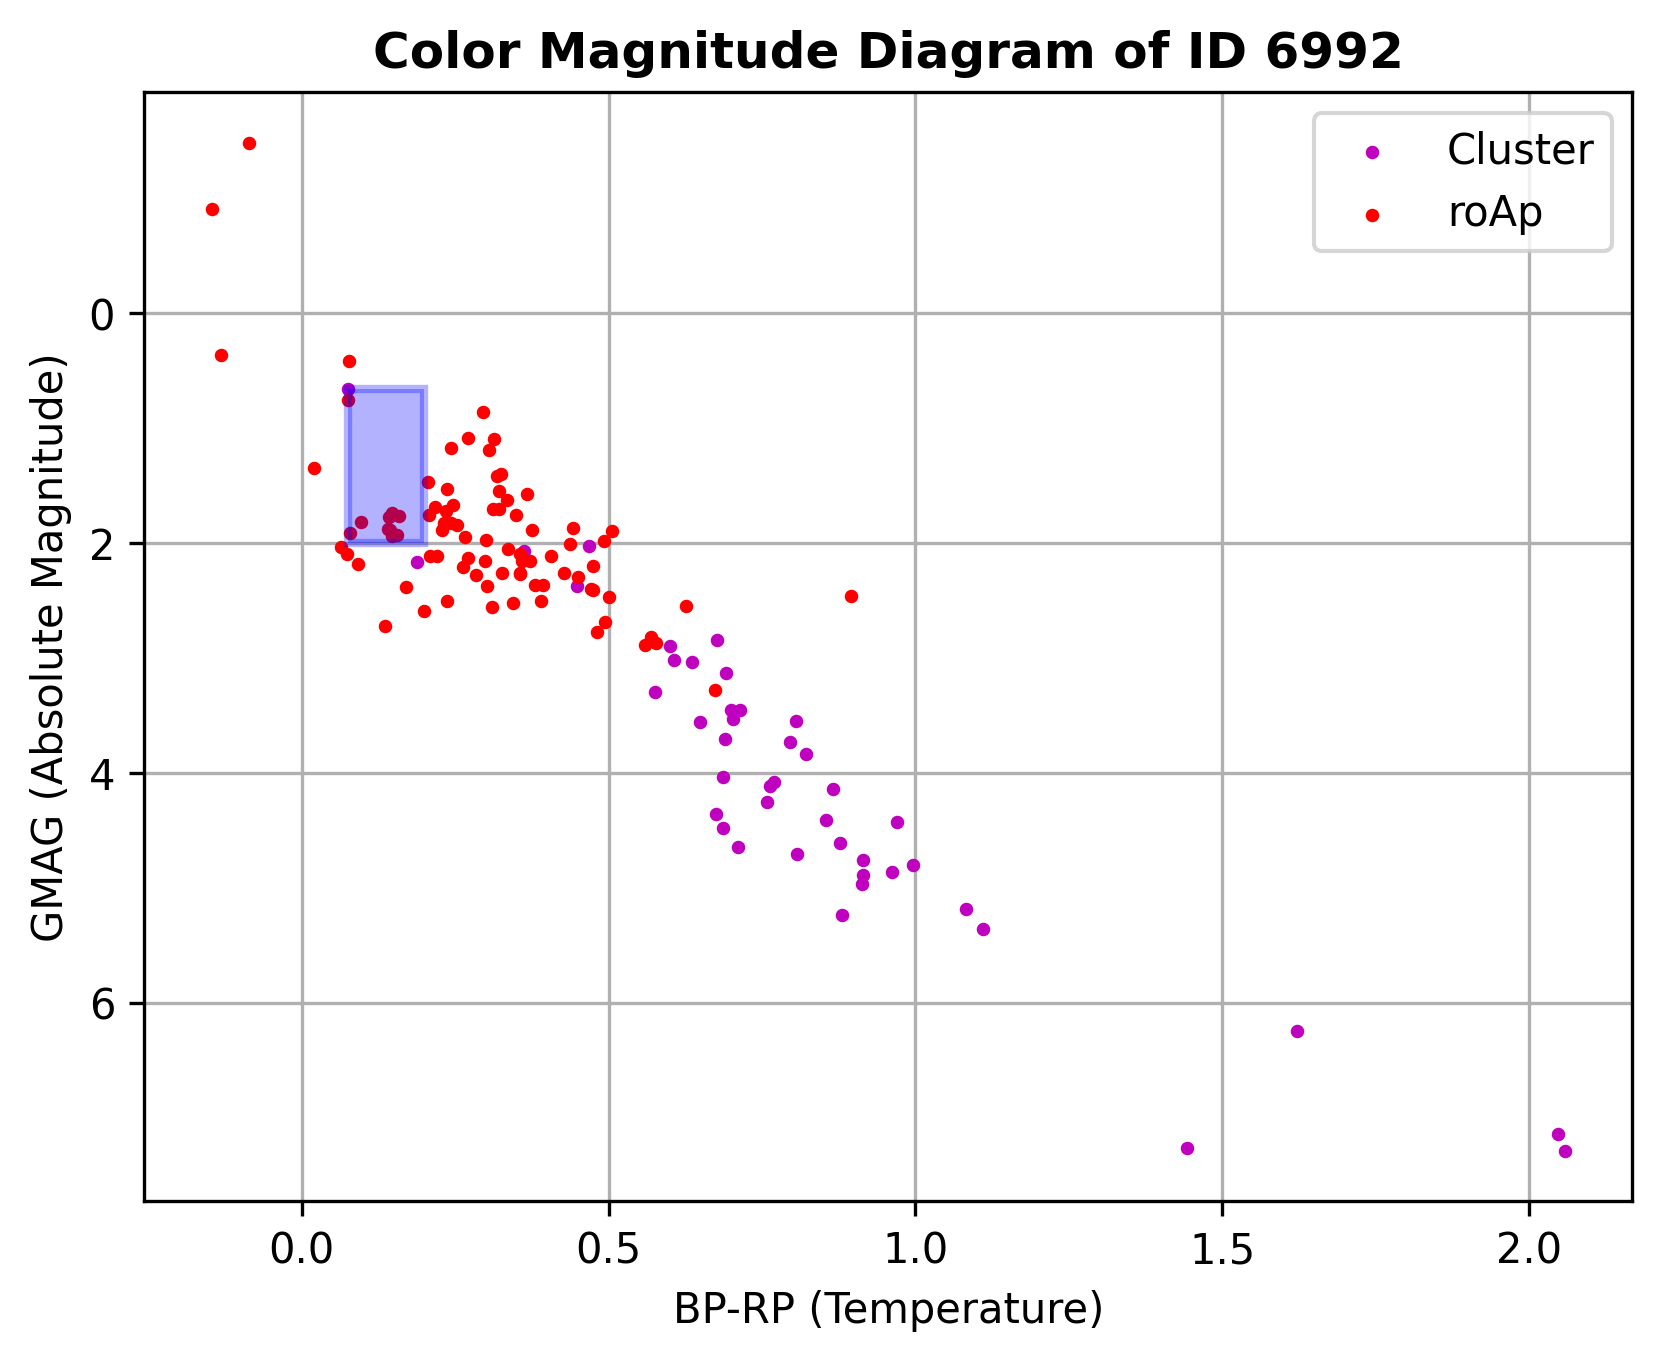 Color Magnitude Diagram of ID 6992
Cluster
roAp
GMAG (Absolute Magnitude)
0
2
4
6
0.0 0.5 1.0 1.5 2.0
BP-RP (Temperature)